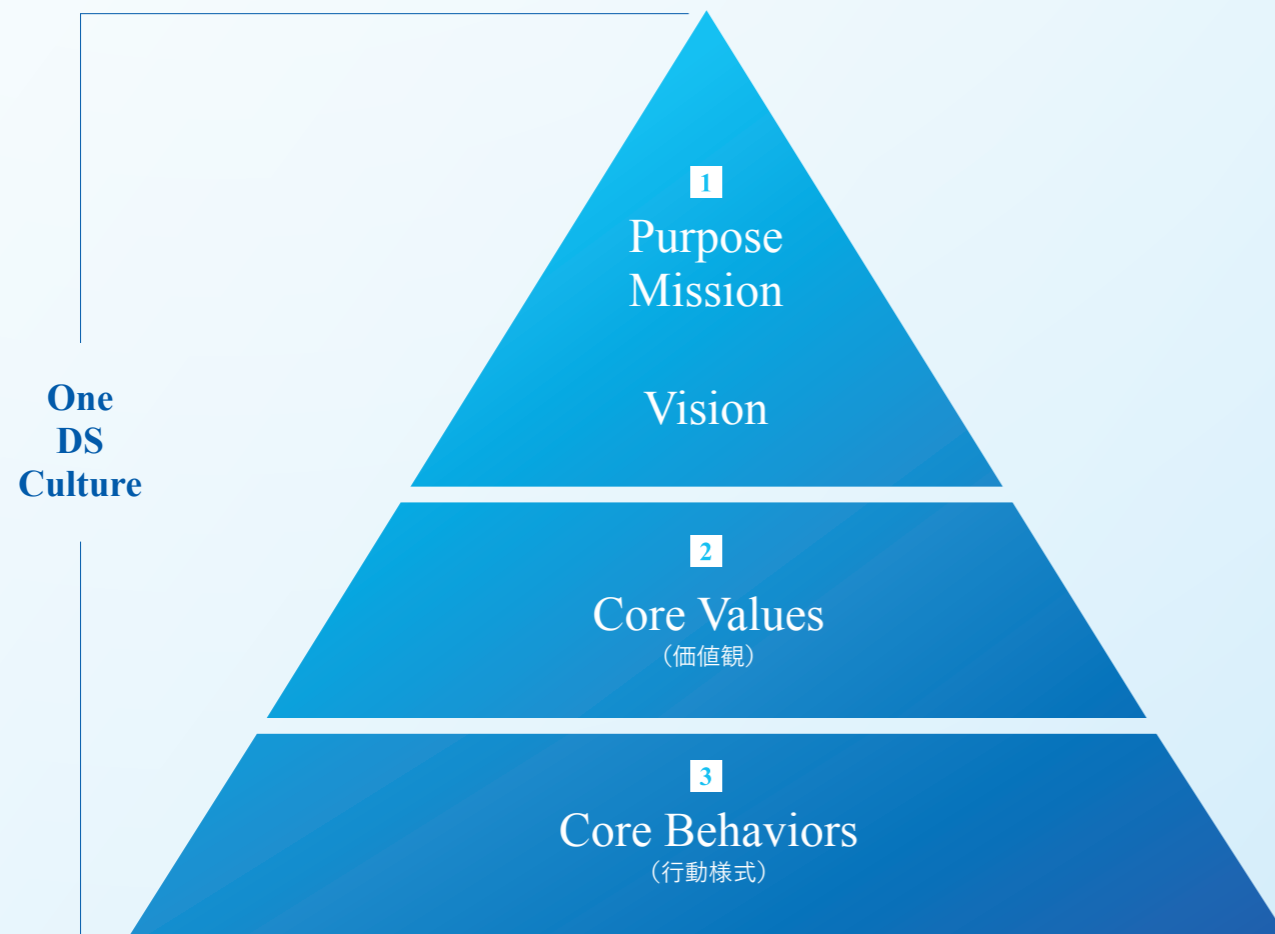 One
DS
Culture
1
Purpose
Mission
Vision
2
Core Values
（価値観）
3
Core Behaviors
（行動様式）